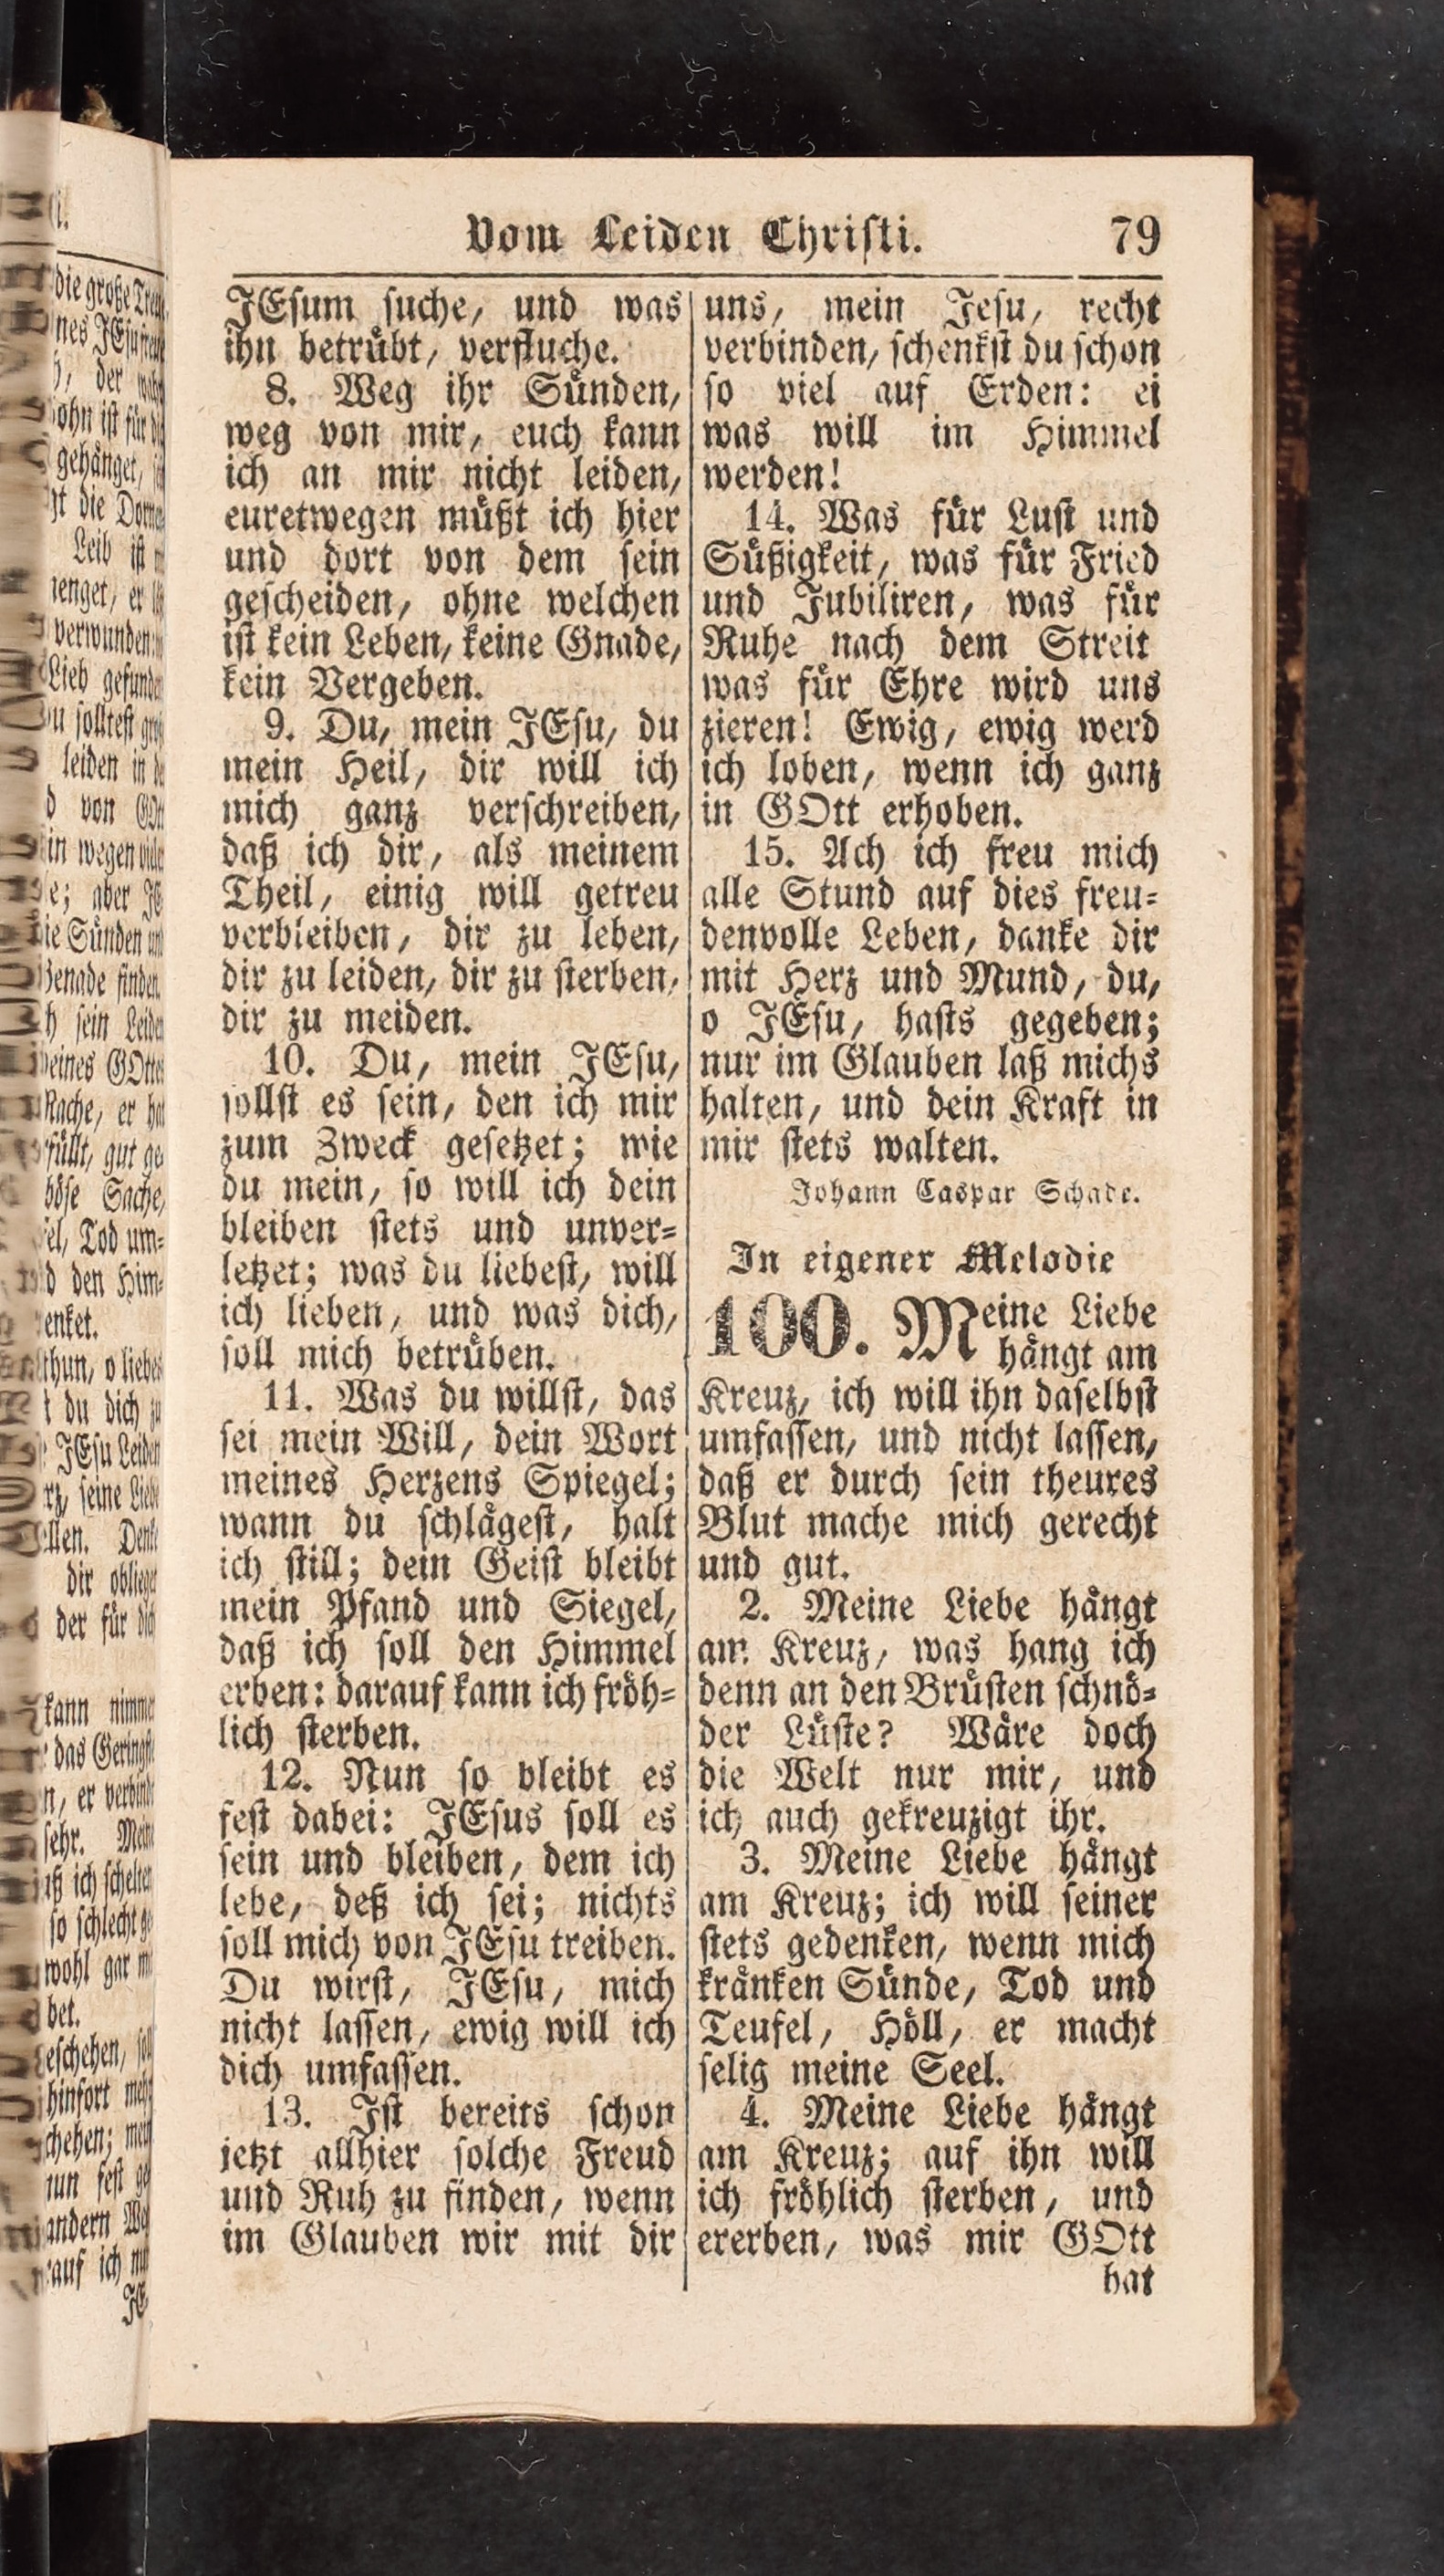 Vom Leiden Christi. 79
JEsum suche, und was
ihn betrübt, verfluche.
8. Weg ihr Sünden,
weg von mir, euch kann
ich an mir nicht leiden,
euretwegen müßt ich hier
und dort von dem sein
gescheiden, ohne welchen
ist kein Leben, keine Gnade,
kein Vergeben.
9. Du, mein JEsu, du
mein Heil, dir will ich
mich ganz verschreiben,
daß ich dir, als meinem
Theil, einig will getreu
verbleiben, dir zu leben,
dir zu leiden, dir zu sterben,
dir zu meiden.
10. Du, mein JEsu,
sollst es sein, den ich mir
zum Zweck gesetzet; wie
du mein, so will ich dein
bleiben stets und unver-
letzet; was du liebest, will
ich lieben, und was dich,
soll mich betrüben.
11. Was du willst, das
sei mein Will, dein Wort
meines Herzens Spiegel;
wann du schlägest, halt
ich still; dein Geist bleibt
mein Pfand und Siegel,
daß ich soll den Himmel
erben: darauf kann ich fröh-
lich sterben.
12. Nun so bleibt es
fest dabei: JEsus soll es
sein und bleiben, dem ich
lebe, deß ich sei; nichts
soll mich von JEsu treiben.
Du wirst, JEsu, mich
nicht lassen, ewig will ich
dich umfassen.
13. Ist bereits schon
jetzt allhier solche Freud
und Ruh zu finden, wenn
im Glauben wir mit dir
uns, mein Jesu, recht
verbinden, schenkst du schon
so viel auf Erden: ei
was will im Himmel
werden!
14. Was für Lust und
Süßigkeit, was für Fried
und Jubiliren, was für
Ruhe nach dem Streit
was für Ehre wird uns
zieren! Ewig, ewig werd
ich loben, wenn ich ganz
in GOtt erhoben.
15. Ach ich freu mich
alle Stund auf dies freu-
denvolle Leben, danke dir
mit Herz und Mund, du,
o JEsu, hasts gegeben;
nur im Glauben laß michs
halten, und dein Kraft in
mir stets walten.
Johann Caspar Schade.
In eigener Melodie
100. Meine Liebe
hängt am
Kreuz, ich will ihn daselbst
umfassen, und nicht lassen,
daß er durch sein theures
Blut mache mich gerecht
und gut.
2. Meine Liebe hängt
am Kreuz, was hang ich
denn an den Brüsten schnö-
der Lüste? Wäre doch
die Welt nur mir, und
ich auch gekreuzigt ihr.
3. Meine Liebe hängt
am Kreuz; ich will seiner
stets gedenken, wenn mich
kränken Sünde, Tod und
Teufel, Höll, er macht
selig meine Seel.
4. Meine Liebe hängt
am Kreuz; auf ihn will
ich fröhlich sterben, und
ererben, was mir GOtt
hat